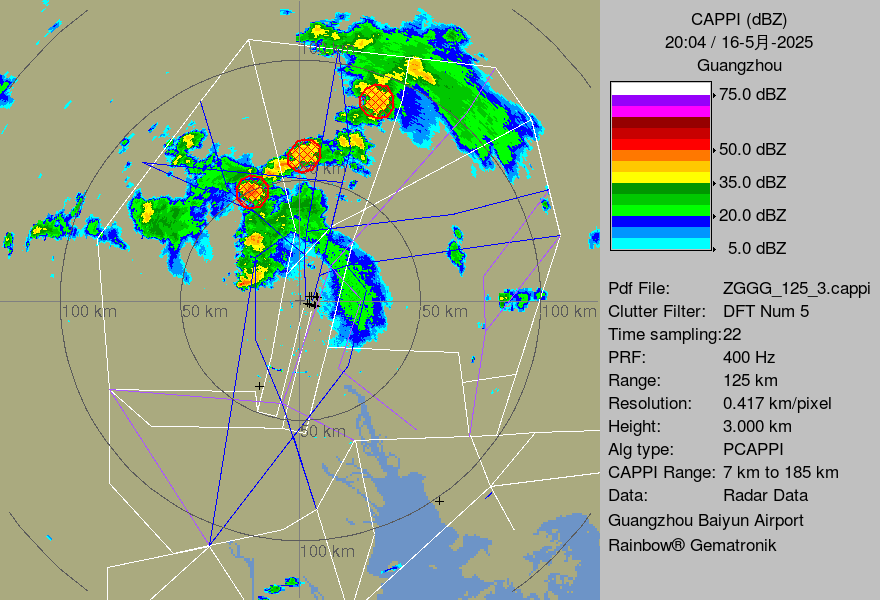 CAPPI (dBZ)
20:04 / 16-5月-2025
Guangzhou
75.0 dBZ
50.0 dBZ
35.0 dBZ
20.0 dBZ
5.0 dBZ
Pdf File: ZGGG_125_3.cappi
Clutter Filter: DFT Num 5
Time sampling:22
PRF: 400 Hz
Range: 125 km
Resolution: 0.417 km/pixel
Height: 3.000 km
Alg type: PCAPPI
CAPPI Range: 7 km to 185 km
Data: Radar Data
Guangzhou Baiyun Airport
Rainbow® Gematronik
100 km
50 km
50 km
100 km
50 km
100 km